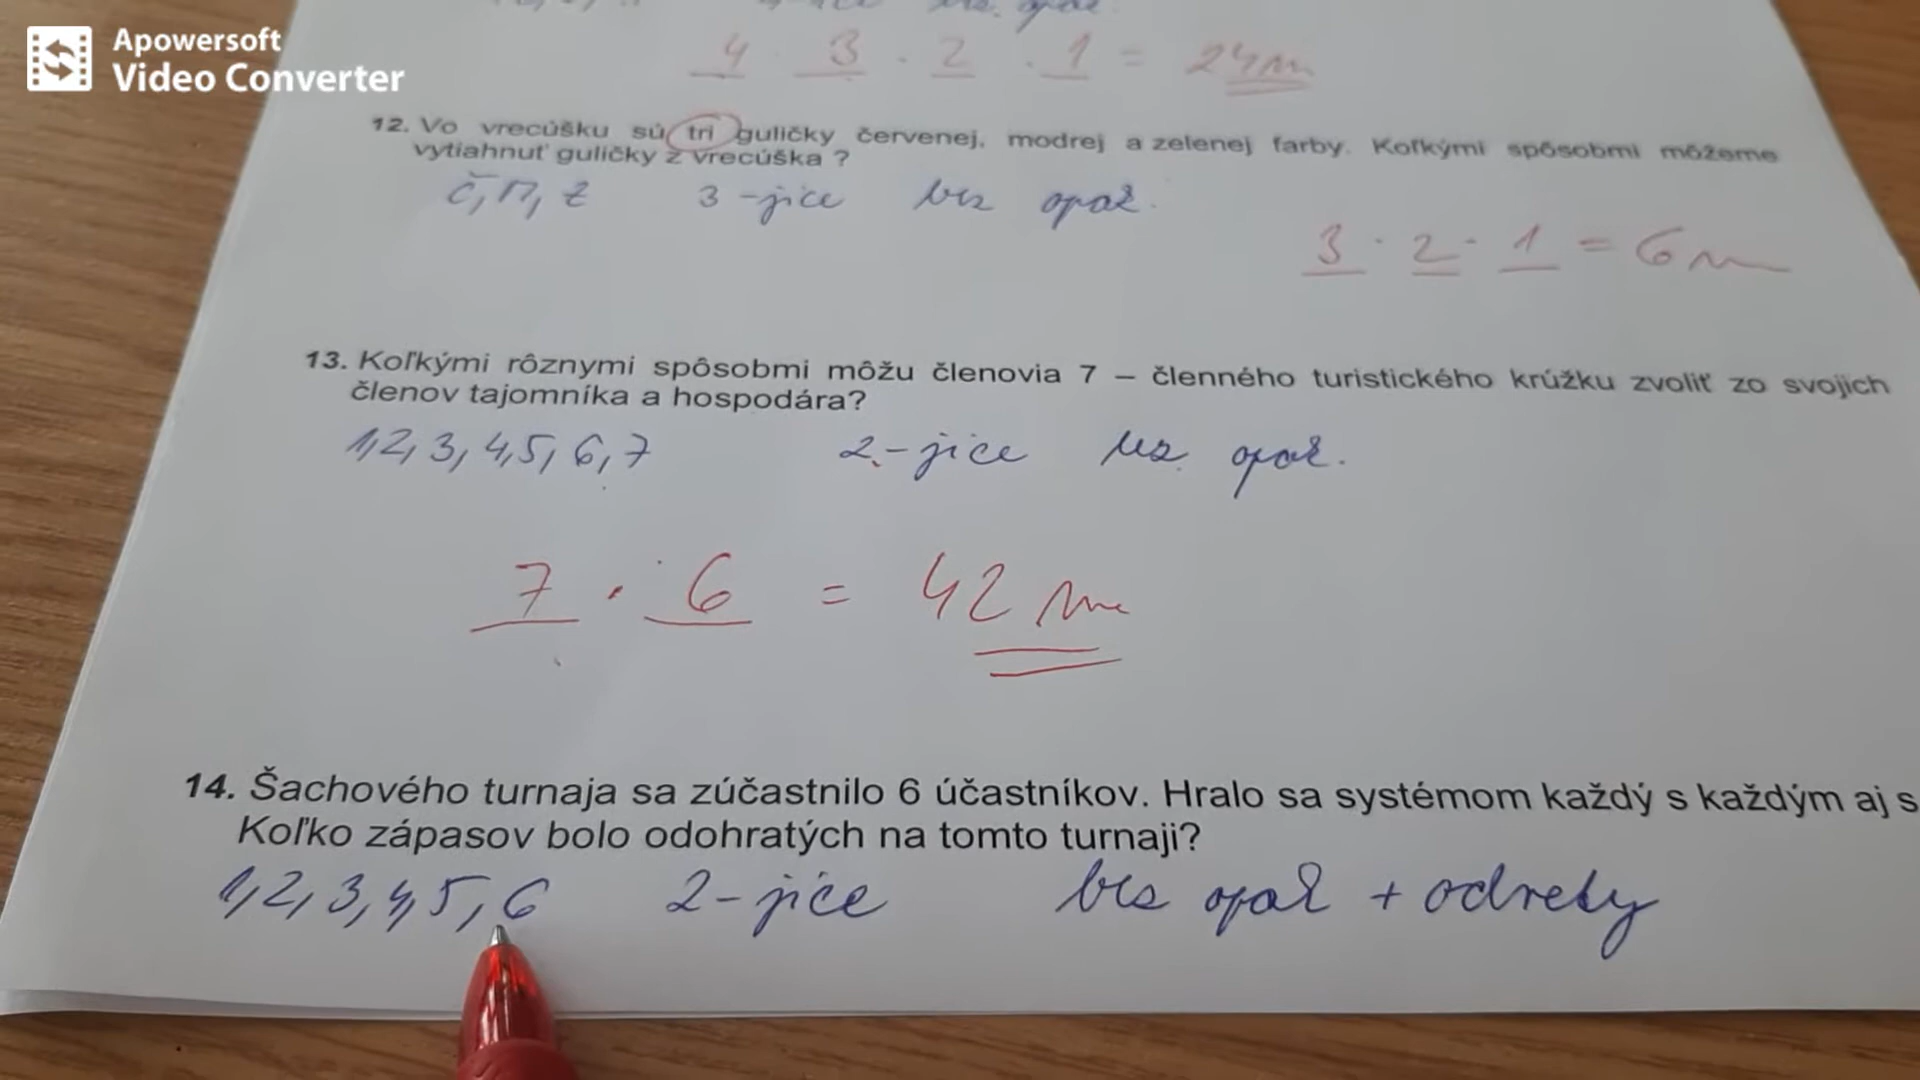 Apowersoft
Video Converter
4 · 3 · 2 · 1 = 24 m
12. Vo vrecúšku sú tri guličky červenej, modrej a zelenej farby. Koľkými spôsobmi môžeme
vytiahnuť guličky z vrecúška ?
č, m, z 3-jice bez opak.
3 · 2 · 1 = 6 m
13. Koľkými rôznymi spôsobmi môžu členovia 7 – členného turistického krúžku zvoliť zo svojich
členov tajomníka a hospodára?
1, 2, 3, 4, 5, 6, 7 2-jice bez opak.
7 · 6 = 42 m
14. Šachového turnaja sa zúčastnilo 6 účastníkov. Hralo sa systémom každý s každým aj s
Koľko zápasov bolo odohratých na tomto turnaji?
1, 2, 3, 4, 5, 6 2-jice bez opak + odvety